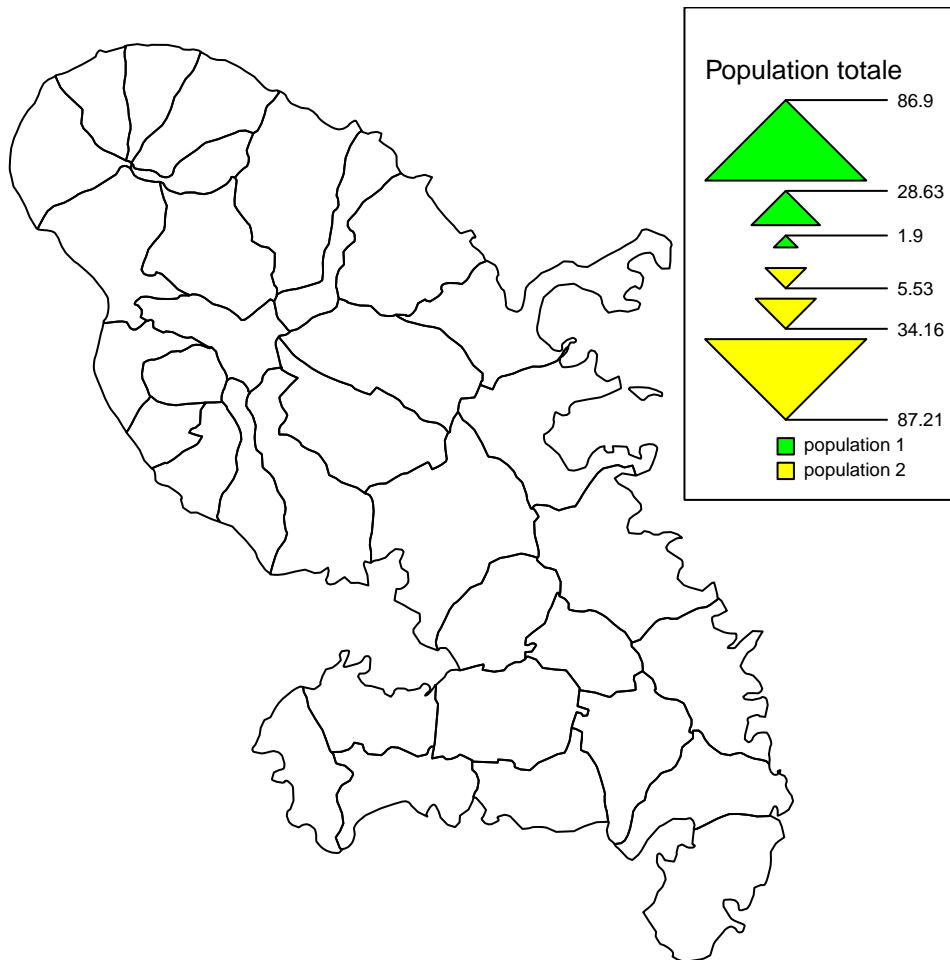 Population totale
86.9
28.63
1.9
5.53
34.16
87.21
population 1
population 2